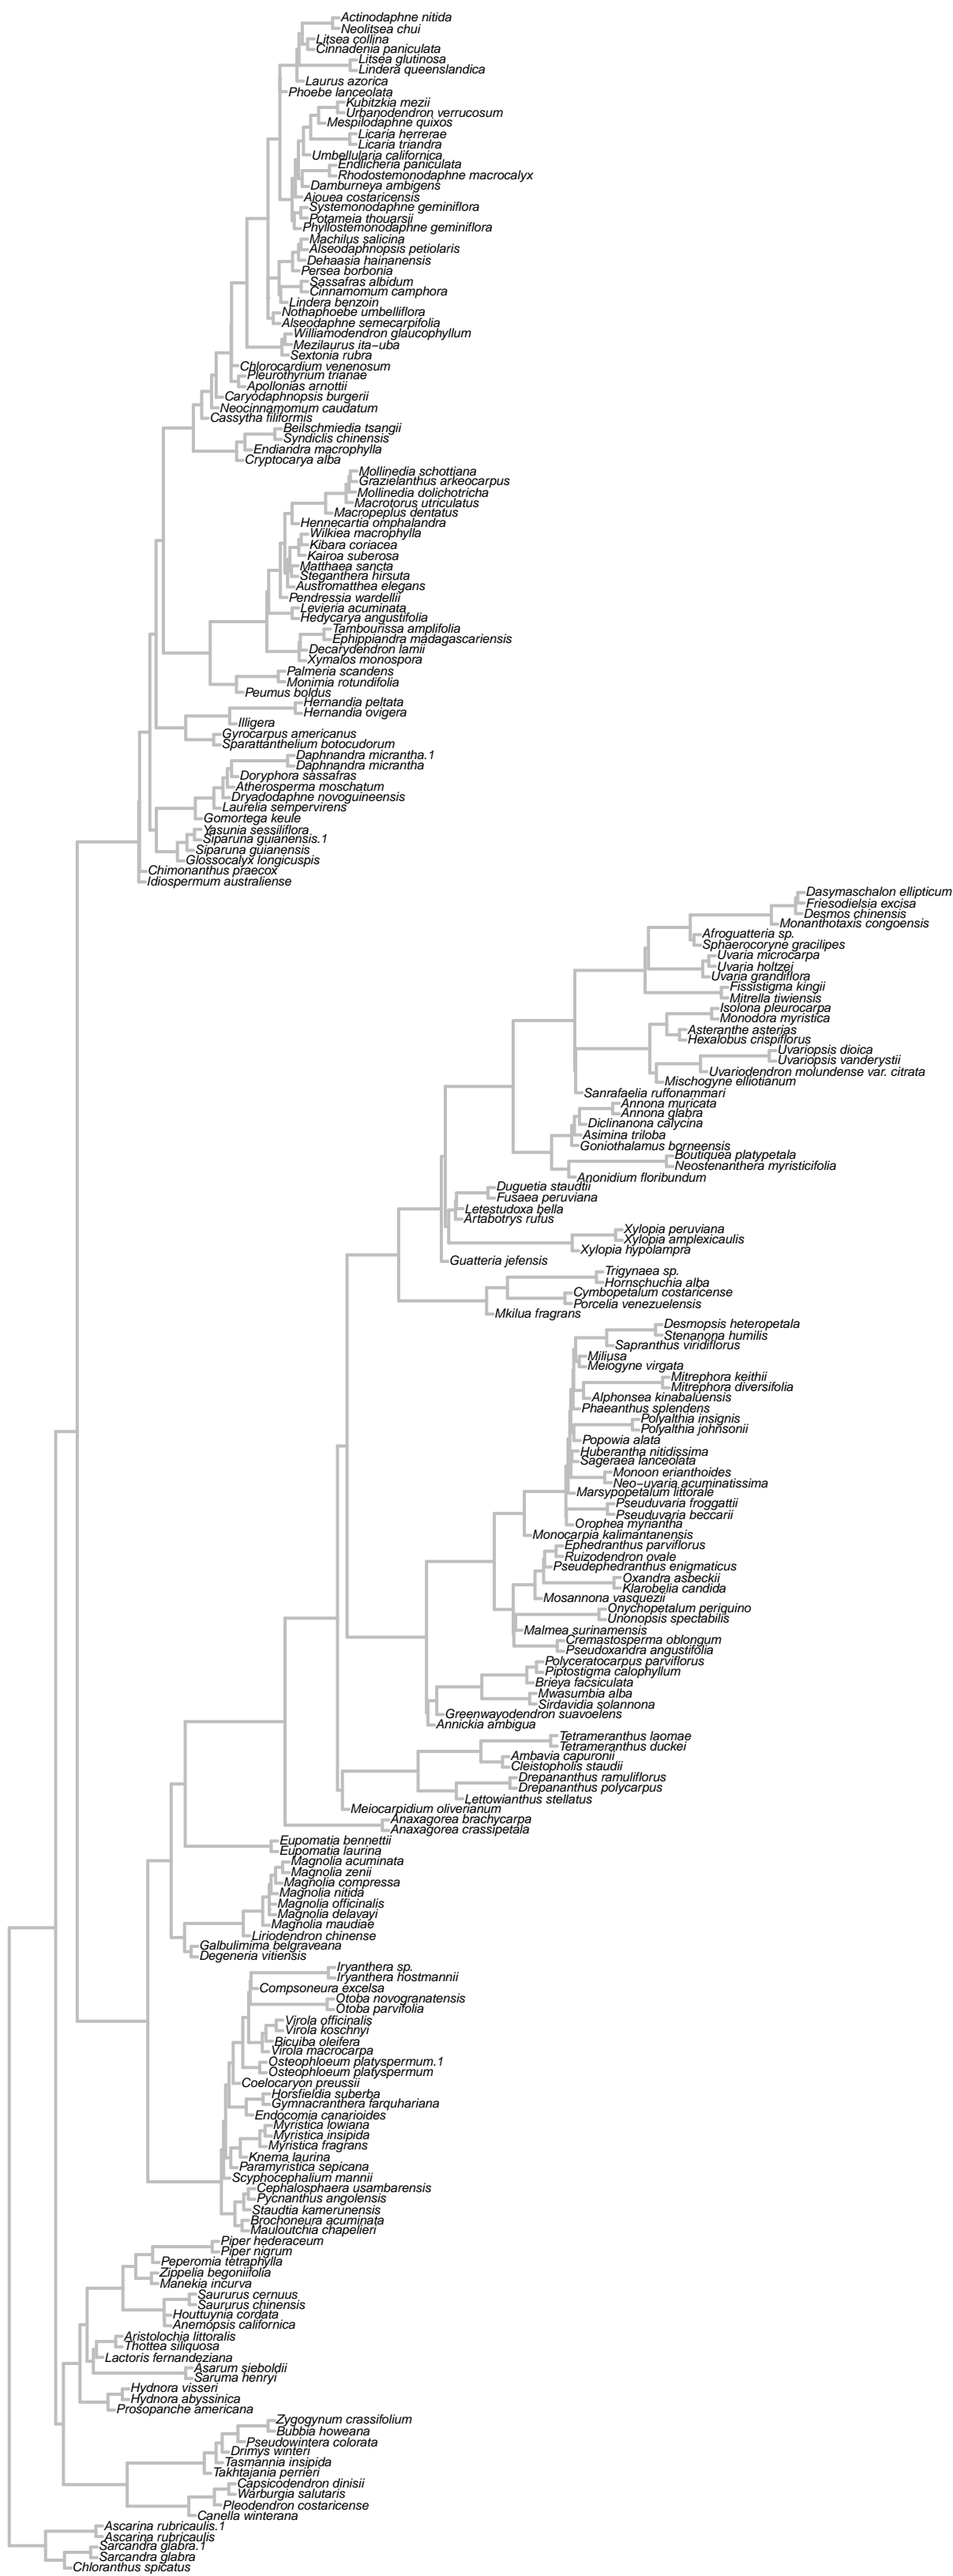 Actinodaphne nitida
Neolitsea chui
Litsea collina
Cinnadenia paniculata
Litsea glutinosa
Lindera queenslandica
Laurus azorica
Phoebe lanceolata
Kubitzkia mezii
Urbanodendron verrucosum
Mespilodaphne quixos
Licaria herrerae
Licaria triandra
Umbellularia californica
Endlicheria paniculata
Rhodostemonodaphne macrocalyx
Damburneya ambigens
Aiouea costaricensis
Systemonodaphne geminiflora
Potameia thouarsii
Phyllostemonodaphne geminiflora
Machilus salicina
Alseodaphnopsis petiolaris
Dehaasia hainanensis
Persea borbonia
Sassafras albidum
Cinnamomum camphora
Lindera benzoin
Nothaphoebe umbelliflora
Alseodaphne semecarpifolia
Williamodendron glaucophyllum
Mezilaurus ita−uba
Sextonia rubra
Chlorocardium venenosum
Pleurothyrium trianae
Apollonias arnottii
Caryodaphnopsis burgerii
Neocinnamomum caudatum
Cassytha filiformis
Beilschmiedia tsangii
Syndiclis chinensis
Endiandra macrophylla
Cryptocarya alba
Mollinedia schottiana
Grazielanthus arkeocarpus
Mollinedia dolichotricha
Macrotorus utriculatus
Macropeplus dentatus
Hennecartia omphalandra
Wilkiea macrophylla
Kibara coriacea
Kairoa suberosa
Matthaea sancta
Steganthera hirsuta
Austromatthea elegans
Pendressia wardellii
Levieria acuminata
Hedycarya angustifolia
Tambourissa amplifolia
Ephippiandra madagascariensis
Decarydendron lamii
Xymalos monospora
Palmeria scandens
Monimia rotundifolia
Peumus boldus
Hernandia peltata
Hernandia ovigera
Illigera
Gyrocarpus americanus
Sparattanthelium botocudorum
Daphnandra micrantha.1
Daphnandra micrantha
Doryphora sassafras
Atherosperma moschatum
Dryadodaphne novoguineensis
Laurelia sempervirens
Gomortega keule
Yasunia sessiliflora
Siparuna guianensis.1
Siparuna guianensis
Glossocalyx longicuspis
Chimonanthus praecox
Idiospermum australiense
Dasymaschalon ellipticum
Friesodielsia excisa
Desmos chinensis
Monanthotaxis congoensis
Afroguatteria sp.
Sphaerocoryne gracilipes
Uvaria microcarpa
Uvaria holtzei
Uvaria grandiflora
Fissistigma kingii
Mitrella tiwiensis
Isolona pleurocarpa
Monodora myristica
Asteranthe asterias
Hexalobus crispiflorus
Uvariopsis dioica
Uvariopsis vanderystii
Uvariodendron molundense var. citrata
Mischogyne elliotianum
Sanrafaelia ruffonammari
Annona muricata
Annona glabra
Diclinanona calycina
Asimina triloba
Goniothalamus borneensis
Boutiquea platypetala
Neostenanthera myristicifolia
Anonidium floribundum
Duguetia staudtii
Fusaea peruviana
Letestudoxa bella
Artabotrys rufus
Xylopia peruviana
Xylopia amplexicaulis
Xylopia hypolampra
Guatteria jefensis
Trigynaea sp.
Hornschuchia alba
Cymbopetalum costaricense
Porcelia venezuelensis
Mkilua fragrans
Desmopsis heteropetala
Stenanona humilis
Sapranthus viridiflorus
Miliusa
Meiogyne virgata
Mitrephora keithii
Mitrephora diversifolia
Alphonsea kinabaluensis
Phaeanthus splendens
Polyalthia insignis
Polyalthia johnsonii
Popowia alata
Huberantha nitidissima
Sageraea lanceolata
Monoon erianthoides
Neo−uvaria acuminatissima
Marsypopetalum littorale
Pseuduvaria froggattii
Pseuduvaria beccarii
Orophea myriantha
Monocarpia kalimantanensis
Ephedranthus parviflorus
Ruizodendron ovale
Pseudephedranthus enigmaticus
Oxandra asbeckii
Klarobelia candida
Mosannona vasquezii
Onychopetalum periguino
Unonopsis spectabilis
Malmea surinamensis
Cremastosperma oblongum
Pseudoxandra angustifolia
Polyceratocarpus parviflorus
Piptostigma calophyllum
Brieya facsiculata
Mwasumbia alba
Sirdavidia solannona
Greenwayodendron suavoelens
Annickia ambigua
Tetrameranthus laomae
Tetrameranthus duckei
Ambavia capuronii
Cleistopholis staudii
Drepananthus ramuliflorus
Drepananthus polycarpus
Lettowianthus stellatus
Meiocarpidium oliverianum
Anaxagorea brachycarpa
Anaxagorea crassipetala
Eupomatia bennettii
Eupomatia laurina
Magnolia acuminata
Magnolia zenii
Magnolia compressa
Magnolia nitida
Magnolia officinalis
Magnolia delavayi
Magnolia maudiae
Liriodendron chinense
Galbulimima belgraveana
Degeneria vitiensis
Iryanthera sp.
Iryanthera hostmannii
Compsoneura excelsa
Otoba novogranatensis
Otoba parvifolia
Virola officinalis
Virola koschnyi
Bicuiba oleifera
Virola macrocarpa
Osteophloeum platyspermum.1
Osteophloeum platyspermum
Coelocaryon preussii
Horsfieldia suberba
Gymnacranthera farquhariana
Endocomia canarioides
Myristica lowiana
Myristica insipida
Myristica fragrans
Knema laurina
Paramyristica sepicana
Scyphocephalium mannii
Cephalosphaera usambarensis
Pycnanthus angolensis
Staudtia kamerunensis
Brochoneura acuminata
Mauloutchia chapelieri
Piper hederaceum
Piper nigrum
Peperomia tetraphylla
Zippelia begoniifolia
Manekia incurva
Saururus cernuus
Saururus chinensis
Houttuynia cordata
Anemopsis californica
Aristolochia littoralis
Thottea siliquosa
Lactoris fernandeziana
Asarum sieboldii
Saruma henryi
Hydnora visseri
Hydnora abyssinica
Prosopanche americana
Zygogynum crassifolium
Bubbia howeana
Pseudowintera colorata
Drimys winteri
Tasmannia insipida
Takhtajania perrieri
Capsicodendron dinisii
Warburgia salutaris
Pleodendron costaricense
Canella winterana
Ascarina rubricaulis.1
Ascarina rubricaulis
Sarcandra glabra.1
Sarcandra glabra
Chloranthus spicatus